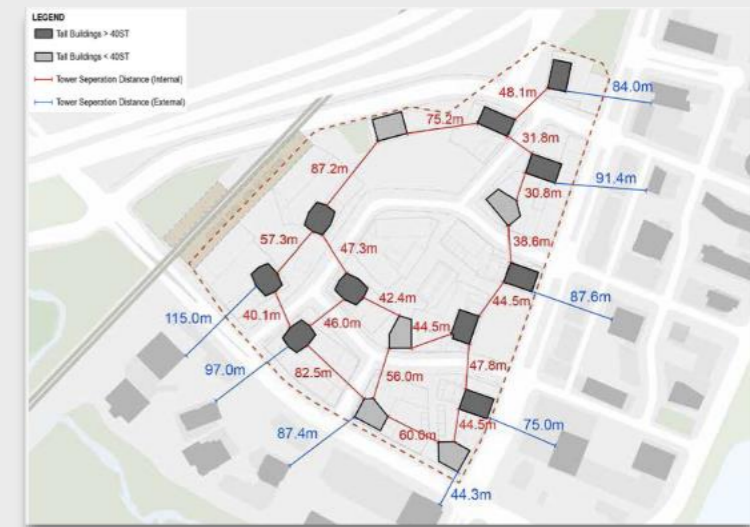 LEGEND
Tall Buildings > 40ST
Tall Buildings < 40ST
Tower Seperation Distance (Internal)
Tower Seperation Distance (External)
48.1m
84.0m
75.2m
31.8m
87.2m
30.8m
91.4m
38.6m
57.3m
47.3m
42.4m
44.5m
87.6m
115.0m
40.1m
46.0m
44.5m
97.0m
82.5m
56.0m
47.8m
87.4m
60.0m
44.5m
75.0m
44.3m